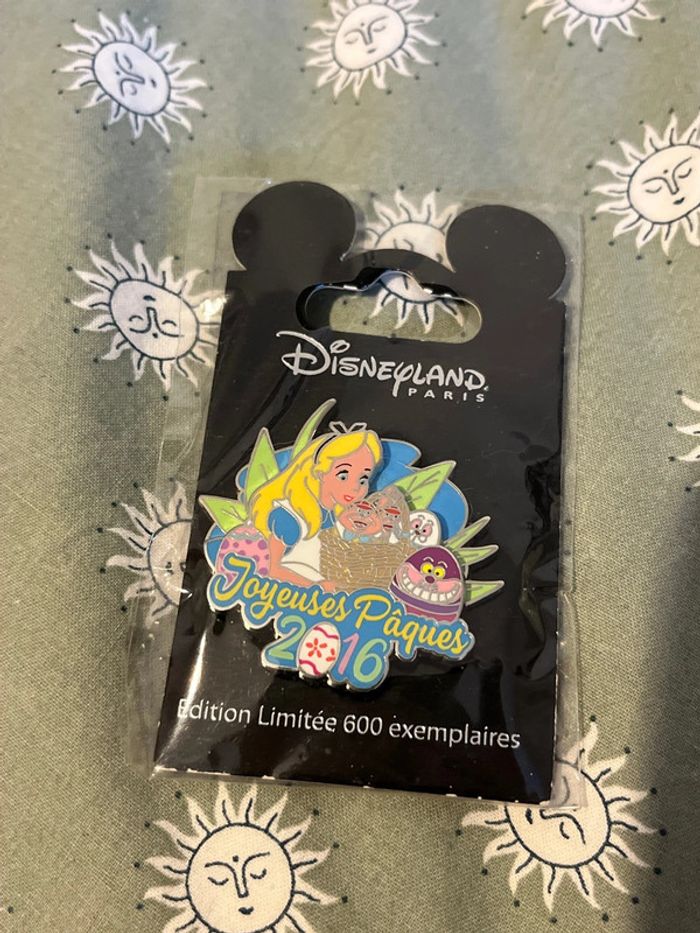 Disneyland
PARIS
Joyeuses Pâques
2016
Edition Limitée 600 exemplaires